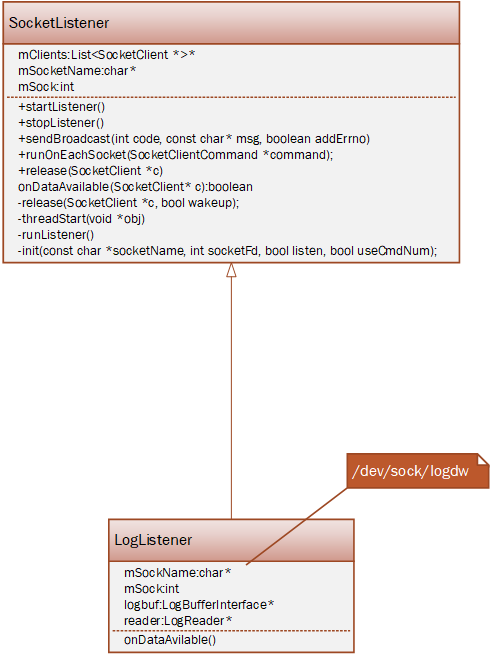 SocketListener
mClients:List<SocketClient *>*
mSocketName:char*
mSock:int
+startListener()
+stopListener()
+sendBroadcast(int code, const char* msg, boolean addErrno)
+runOnEachSocket(SocketClientCommand *command);
+release(SocketClient *c)
onDataAvailable(SocketClient* c):boolean
-release(SocketClient *c, bool wakeup);
-threadStart(void *obj)
-runListener()
-init(const char *socketName, int socketFd, bool listen, bool useCmdNum);
/dev/sock/logdw
LogListener
mSockName:char*
mSock:int
logbuf:LogBufferInterface*
reader:LogReader*
onDataAvilable()